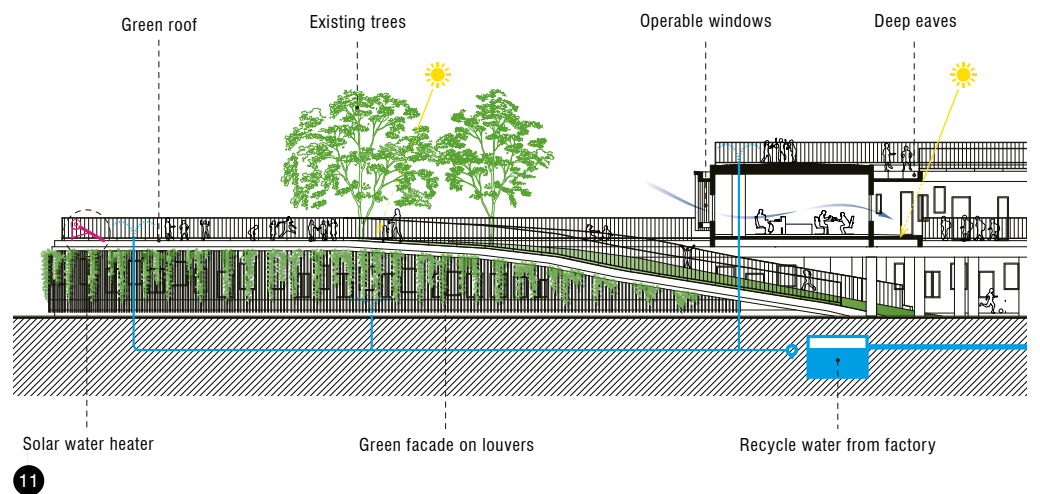 Green roof
Existing trees
Operable windows
Deep eaves
Solar water heater
Green facade on louvers
Recycle water from factory
11